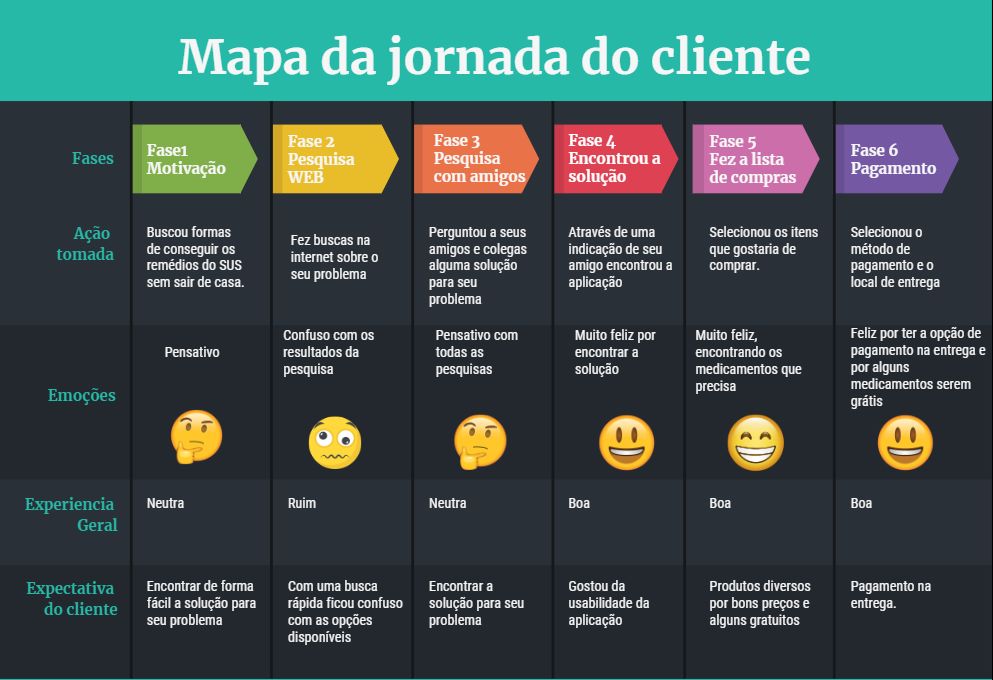 Mapa da jornada do cliente
Fases
Fase1
Motivação
Fase 2
Pesquisa
WEB
Fase 3
Pesquisa
com amigos
Fase 4
Encontrou a
solução
Fase 5
Fez a lista
de compras
Fase 6
Pagamento
Ação
tomada
Buscou formas
de conseguir os
remédios do SUS
sem sair de casa.
Fez buscas na
internet sobre o
seu problema
Perguntou a seus
amigos e colegas
alguma solução
para seu
problema
Através de uma
indicação de seu
amigo encontrou a
aplicação
Selecionou os itens
que gostaria de
comprar.
Selecionou o
método de
pagamento e o
local de entrega
Emoções
Pensativo
Confuso com os
resultados da
pesquisa
Pensativo com
todas as
pesquisas
Muito feliz por
encontrar a
solução
Muito feliz,
encontrando os
medicamentos que
precisa
Feliz por ter a opção de
pagamento na entrega e
por alguns
medicamentos serem
grátis
Experiencia
Geral
Neutra
Ruim
Neutra
Boa
Boa
Boa
Expectativa
do cliente
Encontrar de forma
fácil a solução para
seu problema
Com uma busca
rápida ficou confuso
com as opções
disponíveis
Encontrar a
solução para seu
problema
Gostou da
usabilidade da
aplicação
Produtos diversos
por bons preços e
alguns gratuitos
Pagamento na
entrega.